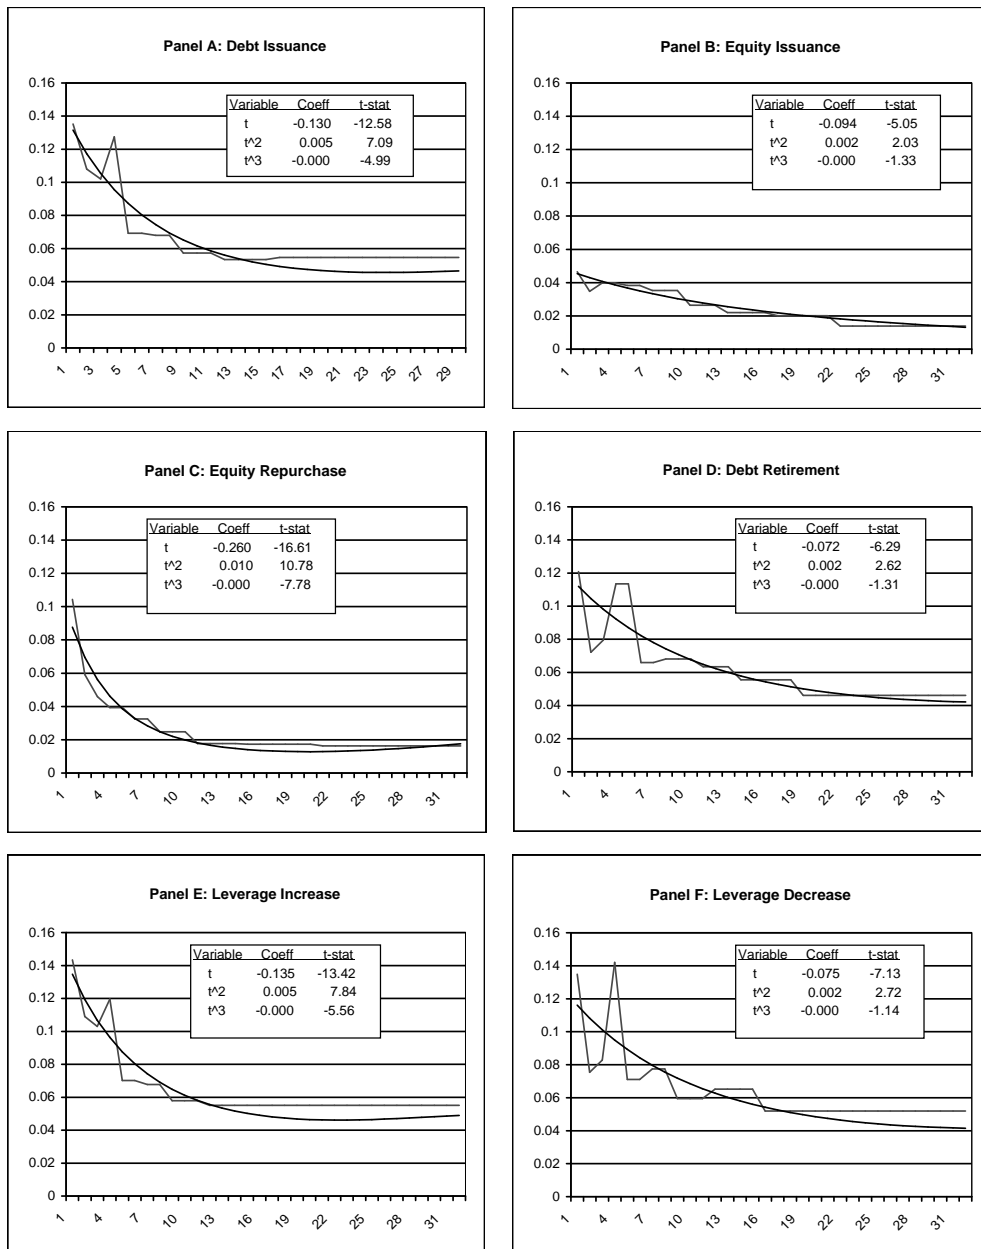 Panel A: Debt Issuance
0.16
0.14
0.12
0.1
0.08
0.06
0.04
0.02
0
Variable Coeff t-stat
t -0.130 -12.58
t^2 0.005 7.09
t^3 -0.000 -4.99
1 3 5 7 9 11 13 15 17 19 21 23 25 27 29
Panel B: Equity Issuance
0.16
0.14
0.12
0.1
0.08
0.06
0.04
0.02
0
Variable Coeff t-stat
t -0.094 -5.05
t^2 0.002 2.03
t^3 -0.000 -1.33
1 4 7 10 13 16 19 22 25 28 31
Panel C: Equity Repurchase
0.16
0.14
0.12
0.1
0.08
0.06
0.04
0.02
0
Variable Coeff t-stat
t -0.260 -16.61
t^2 0.010 10.78
t^3 -0.000 -7.78
1 4 7 10 13 16 19 22 25 28 31
Panel D: Debt Retirement
0.16
0.14
0.12
0.1
0.08
0.06
0.04
0.02
0
Variable Coeff t-stat
t -0.072 -6.29
t^2 0.002 2.62
t^3 -0.000 -1.31
1 4 7 10 13 16 19 22 25 28 31
Panel E: Leverage Increase
0.16
0.14
0.12
0.1
0.08
0.06
0.04
0.02
0
Variable Coeff t-stat
t -0.135 -13.42
t^2 0.005 7.84
t^3 -0.000 -5.56
1 4 7 10 13 16 19 22 25 28 31
Panel F: Leverage Decrease
0.16
0.14
0.12
0.1
0.08
0.06
0.04
0.02
0
Variable Coeff t-stat
t -0.075 -7.13
t^2 0.002 2.72
t^3 -0.000 -1.14
1 4 7 10 13 16 19 22 25 28 31